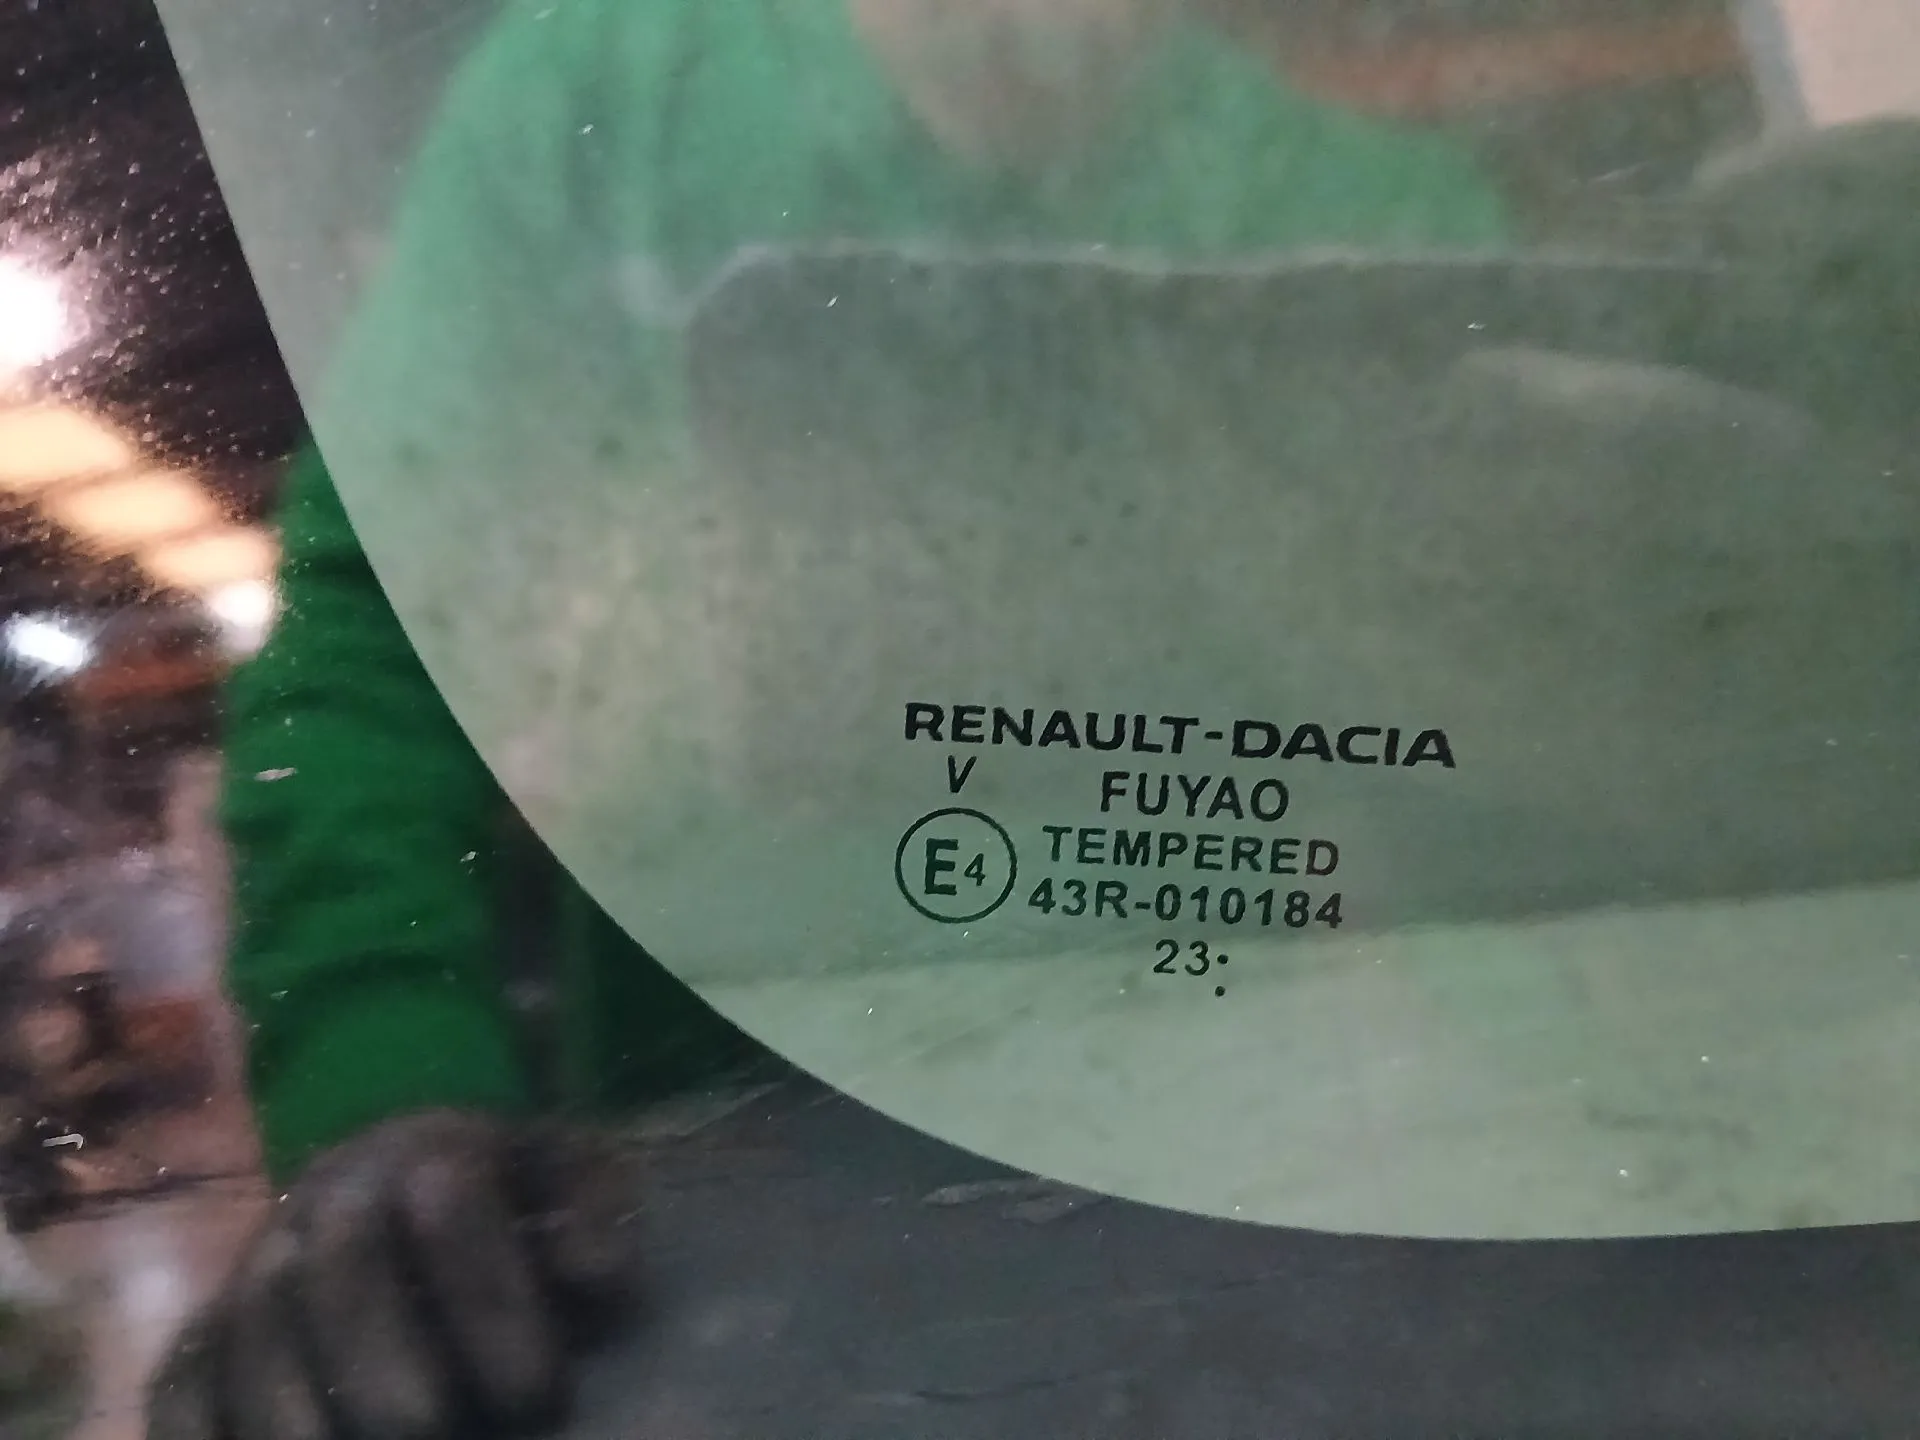 RENAULT-DACIA
V FUYAO
E4 TEMPERED
43R-010184
23: